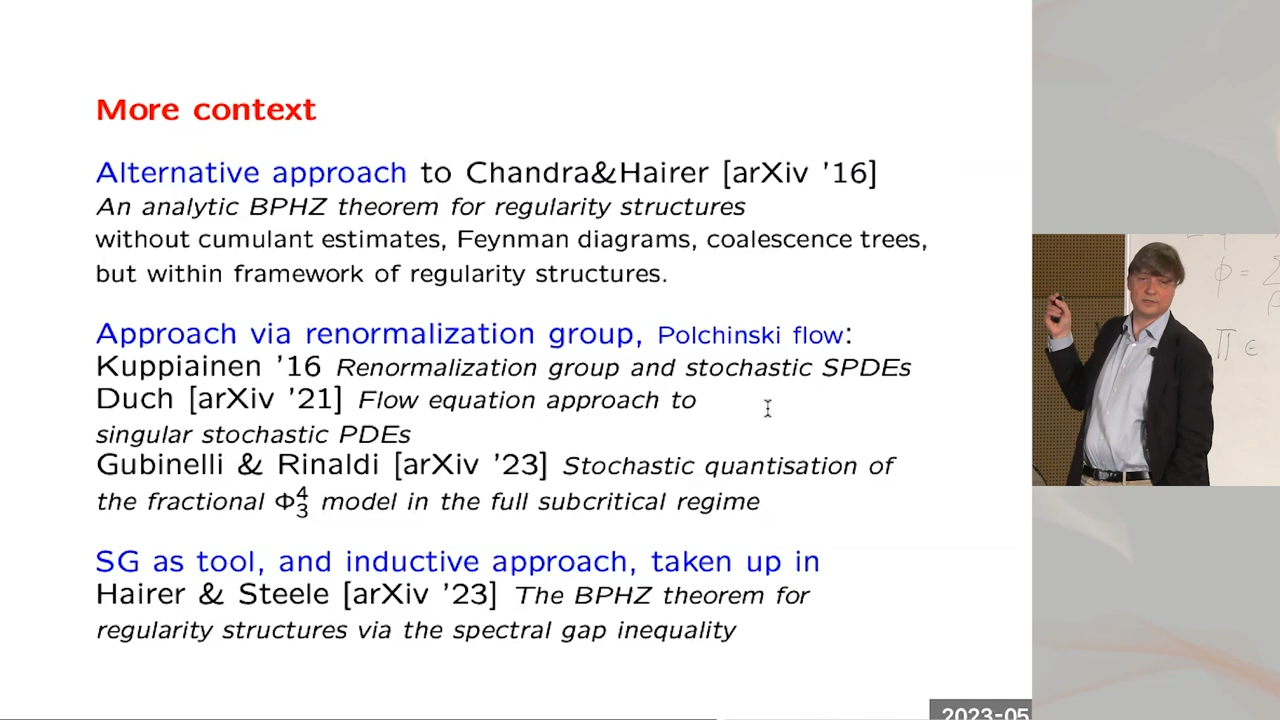 More context
Alternative approach to Chandra&Hairer [arXiv '16]
An analytic BPHZ theorem for regularity structures
without cumulant estimates, Feynman diagrams, coalescence trees,
but within framework of regularity structures.
Approach via renormalization group, Polchinski flow:
Kuppiainen '16 Renormalization group and stochastic SPDEs
Duch [arXiv '21] Flow equation approach to
singular stochastic PDEs
Gubinelli & Rinaldi [arXiv '23] Stochastic quantisation of
the fractional Φ⁴₃ model in the full subcritical regime
SG as tool, and inductive approach, taken up in
Hairer & Steele [arXiv '23] The BPHZ theorem for
regularity structures via the spectral gap inequality
ϕ = Σ
Π ∈
2023-05